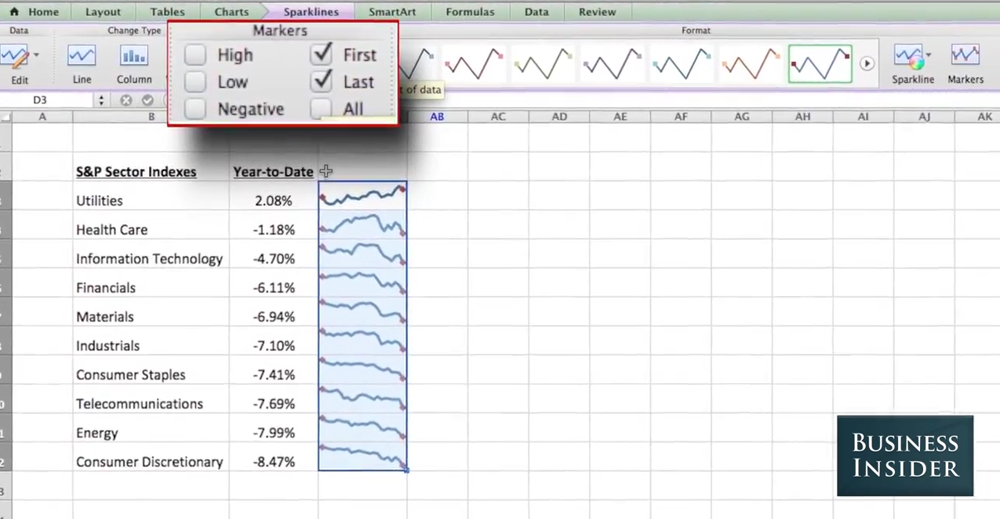 Home Layout Tables Charts Sparklines SmartArt Formulas Data Review
Data Change Type Markers Format
High First
Low Last
Negative All
Edit Line Column Sparkline Markers
t of data
D3
A B AB AC AD AE AF AG AH AI AJ AK
S&P Sector Indexes Year-to-Date
Utilities 2.08%
Health Care -1.18%
Information Technology -4.70%
Financials -6.11%
Materials -6.94%
Industrials -7.10%
Consumer Staples -7.41%
Telecommunications -7.69%
Energy -7.99%
Consumer Discretionary -8.47%
BUSINESS
INSIDER